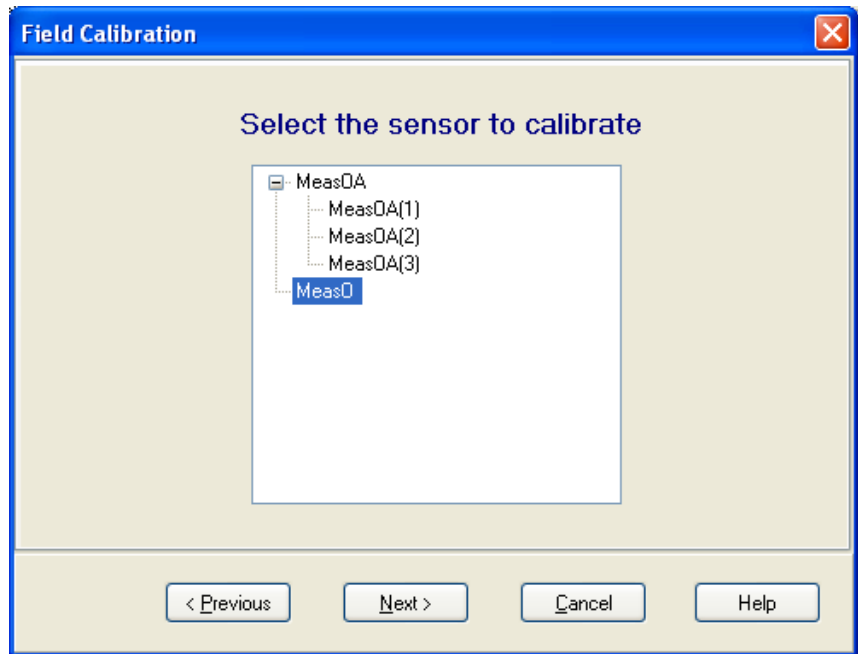 Field Calibration
Select the sensor to calibrate
MeasOA
MeasOA(1)
MeasOA(2)
MeasOA(3)
MeasO
< Previous Next > Cancel Help